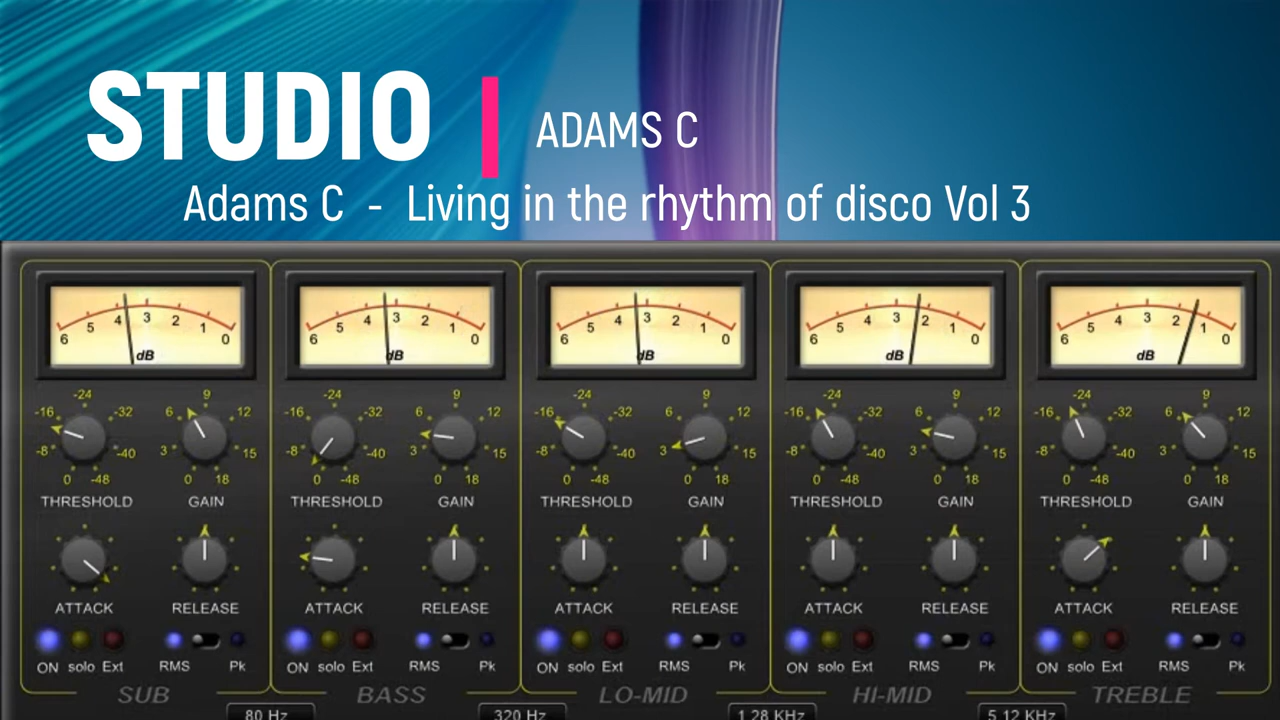 STUDIO
ADAMS C
Adams C - Living in the rhythm of disco Vol 3
6 5 4 3 2 1 0 6 5 4 3 2 1 0 6 5 4 3 2 1 0 6 5 4 3 2 1 0 6 5 4 3 2 1 0
dB dB dB dB dB
-24 9 -24 9 -24 9 -24 9 -24 9
-16 -32 6 12 -16 -32 6 12 -16 -32 6 12 -16 -32 6 12 -16 -32 6 12
-8 -40 3 15 -8 -40 3 15 -8 -40 3 15 -8 -40 3 15 -8 -40 3 15
0 -48 0 18 0 -48 0 18 0 -48 0 18 0 -48 0 18 0 -48 0 18
THRESHOLD GAIN THRESHOLD GAIN THRESHOLD GAIN THRESHOLD GAIN THRESHOLD GAIN
ATTACK RELEASE ATTACK RELEASE ATTACK RELEASE ATTACK RELEASE ATTACK RELEASE
ON solo Ext RMS Pk ON solo Ext RMS Pk ON solo Ext RMS Pk ON solo Ext RMS Pk ON solo Ext RMS Pk
SUB BASS LO-MID HI-MID TREBLE
80 Hz 320 Hz 1.28 KHz 5.12 KHz